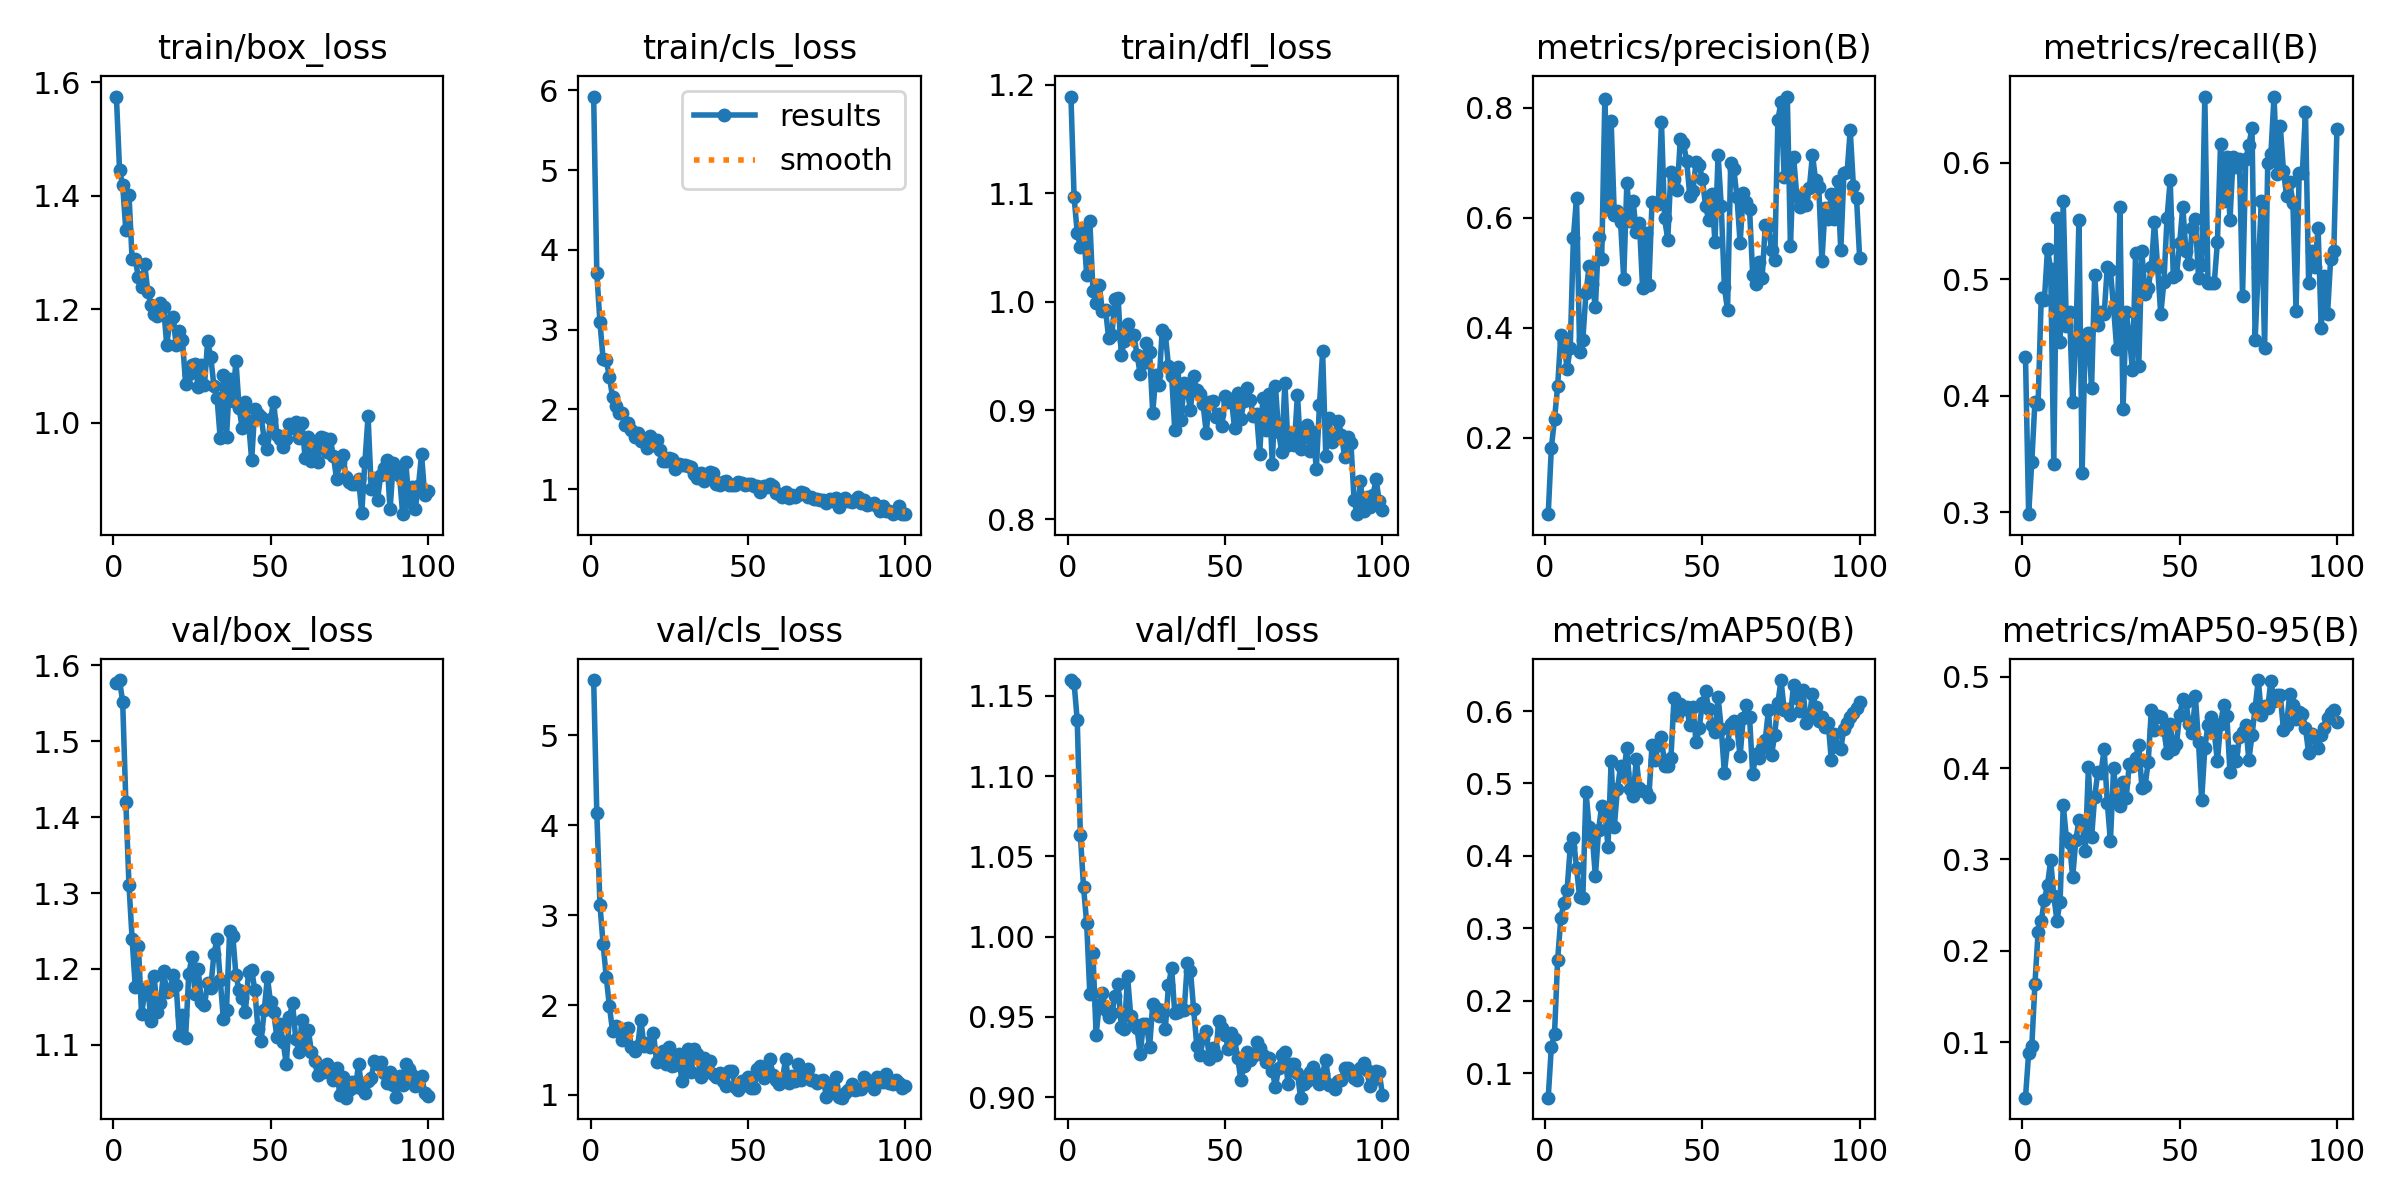 train/box_loss
1.6
1.4
1.2
1.0
0 50 100
train/cls_loss
6
5
4
3
2
1
results
smooth
0 50 100
train/dfl_loss
1.2
1.1
1.0
0.9
0.8
0 50 100
metrics/precision(B)
0.8
0.6
0.4
0.2
0 50 100
metrics/recall(B)
0.6
0.5
0.4
0.3
0 50 100
val/box_loss
1.6
1.5
1.4
1.3
1.2
1.1
0 50 100
val/cls_loss
5
4
3
2
1
0 50 100
val/dfl_loss
1.15
1.10
1.05
1.00
0.95
0.90
0 50 100
metrics/mAP50(B)
0.6
0.5
0.4
0.3
0.2
0.1
0 50 100
metrics/mAP50-95(B)
0.5
0.4
0.3
0.2
0.1
0 50 100